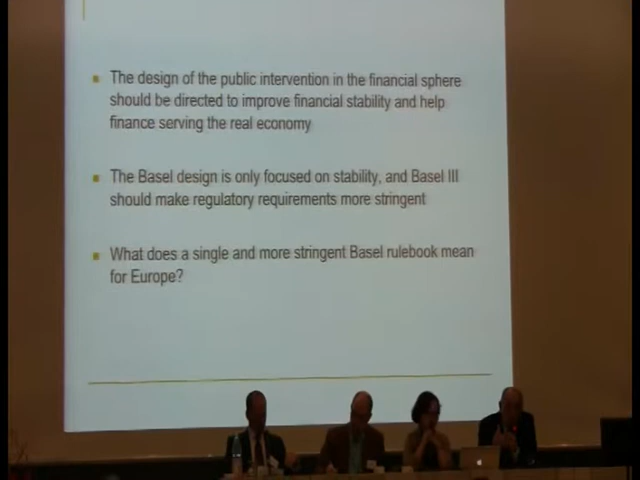 The design of the public intervention in the financial sphere
should be directed to improve financial stability and help
finance serving the real economy
The Basel design is only focused on stability, and Basel III
should make regulatory requirements more stringent
What does a single and more stringent Basel rulebook mean
for Europe?